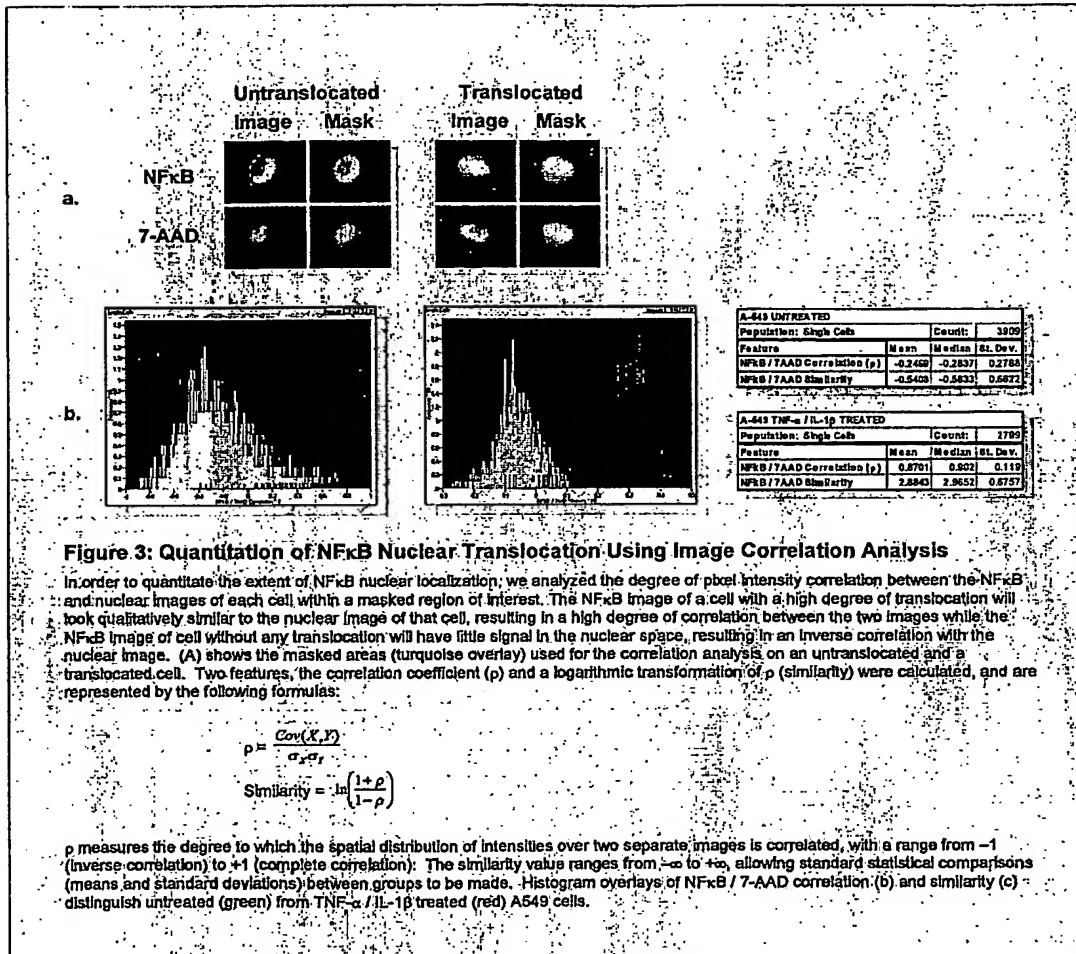 Untranslocated Translocated
Image Mask Image Mask
NFκB
a.
7-AAD
b.
A-549 UNTREATED
Population: Single Cells Count: 3909
Feature Mean Median St. Dev.
NFkB / 7AAD Correlation (ρ) -0.2469 -0.2837 0.2788
NFkB / 7AAD Similarity -0.5403 -0.5833
A-549 TNF-α / IL-1β TREATED
Population: Single Cells Count: 2799
Feature Mean Median St. Dev.
NFkB / 7AAD Correlation (ρ) 0.8701 0.902 0.119
NFkB / 7AAD Similarity 2.8843 2.9652 0.6757
Figure 3: Quantitation of NFκB Nuclear Translocation Using Image Correlation Analysis
In order to quantitate the extent of NFκB nuclear localization, we analyzed the degree of pixel intensity correlation between the NFκB
and nuclear images of each cell within a masked region of interest. The NFκB image of a cell with a high degree of translocation will
look qualitatively similar to the nuclear image of that cell, resulting in a high degree of correlation between the two images while the
NFκB image of cell without any translocation will have little signal in the nuclear space, resulting in an inverse correlation with the
nuclear image. (A) shows the masked areas (turquoise overlay) used for the correlation analysis on an untranslocated and a
translocated cell. Two features, the correlation coefficient (ρ) and a logarithmic transformation of ρ (similarity) were calculated, and are
represented by the following formulas:
ρ = Cov(X,Y) / σXσY
Similarity = ln((1+ρ)/(1−ρ))
ρ measures the degree to which the spatial distribution of intensities over two separate images is correlated, with a range from −1
(inverse correlation) to +1 (complete correlation). The similarity value ranges from −∞ to +∞, allowing standard statistical comparisons
(means and standard deviations) between groups to be made. Histogram overlays of NFκB / 7-AAD correlation (b) and similarity (c)
distinguish untreated (green) from TNF-α / IL-1β treated (red) A549 cells.